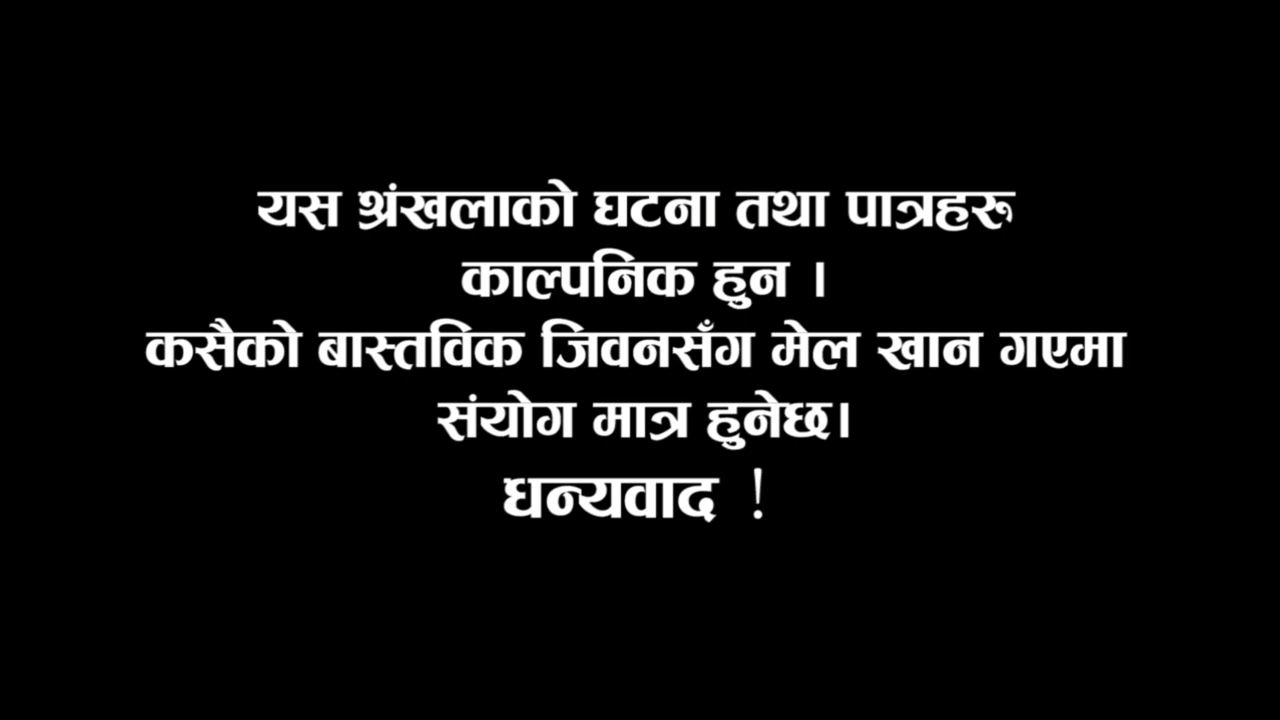 यस श्रंखलाको घटना तथा पात्रहरु
काल्पनिक हुन ।
कसैको बास्तविक जिवनसँग मेल खान गएमा
संयोग मात्र हुनेछ।
धन्यवाद !